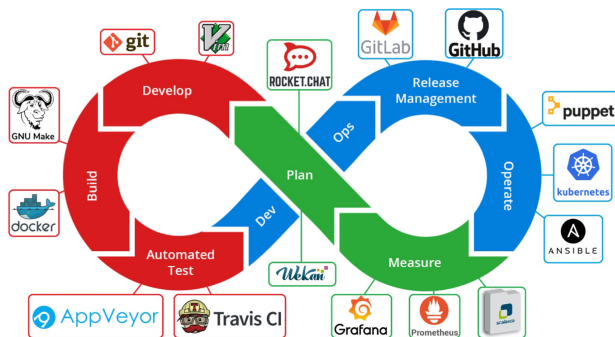 git
VIM
GitLab
GitHub
ROCKET.CHAT
Develop
Release
Management
GNU Make
puppet
Ops
Build
Plan
Operate
kubernetes
docker
Dev
ANSIBLE
Automated
Test
Measure
Wekan
AppVeyor
Travis CI
Grafana
Prometheus